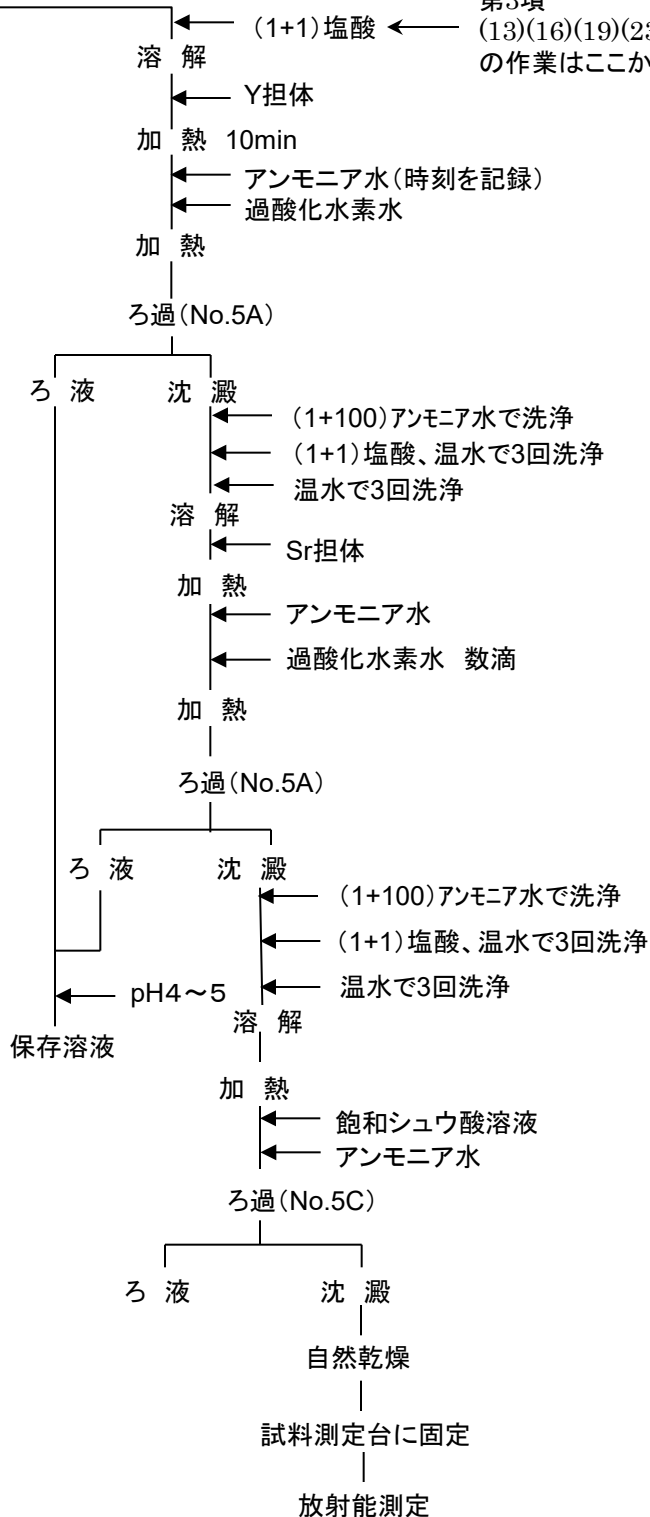 第3項
(1+1)塩酸
(13)(16)(19)(23
の作業はここか
溶 解
Y担体
加 熱 10min
アンモニア水(時刻を記録)
過酸化水素水
加 熱
ろ過(No.5A)
ろ 液 沈 澱
(1+100)アンモニア水で洗浄
(1+1)塩酸、温水で3回洗浄
温水で3回洗浄
溶 解
Sr担体
加 熱
アンモニア水
過酸化水素水 数滴
加 熱
ろ過(No.5A)
ろ 液 沈 澱
(1+100)アンモニア水で洗浄
(1+1)塩酸、温水で3回洗浄
温水で3回洗浄
pH4～5
溶 解
保存溶液
加 熱
飽和シュウ酸溶液
アンモニア水
ろ過(No.5C)
ろ 液 沈 澱
自然乾燥
試料測定台に固定
放射能測定